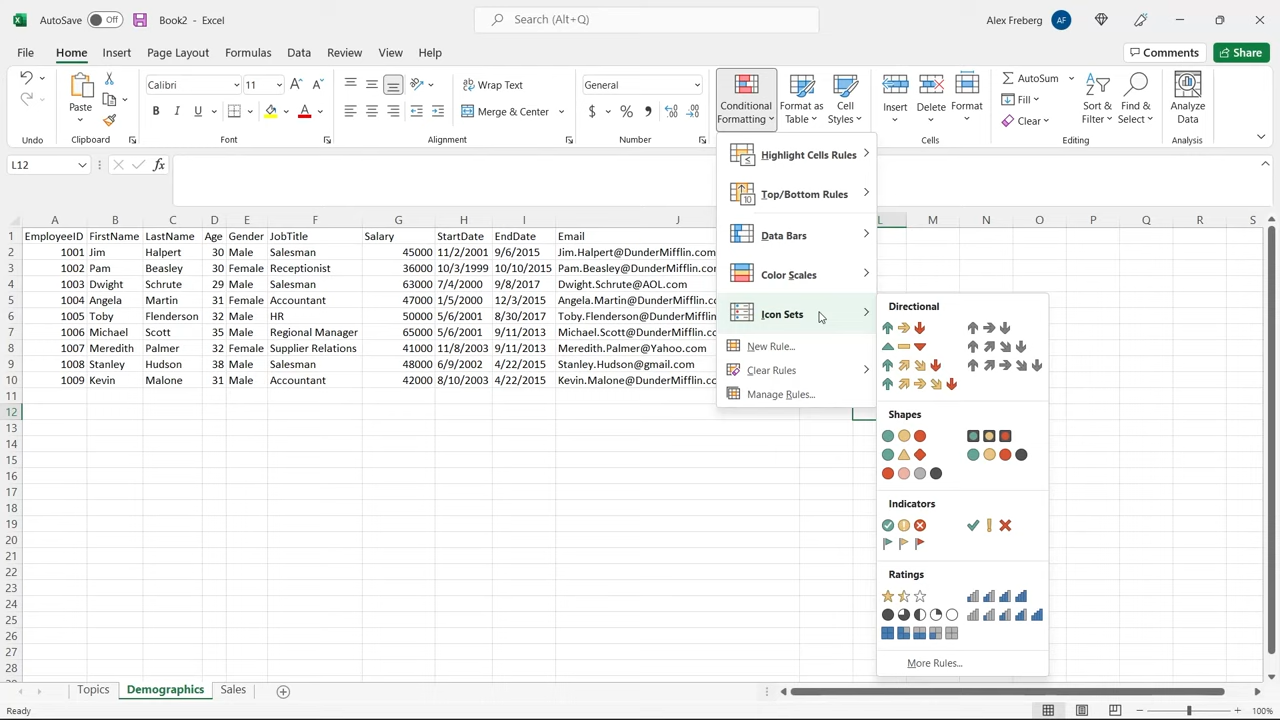 AutoSave Off Book2 - Excel Search (Alt+Q) Alex Freberg AF
File Home Insert Page Layout Formulas Data Review View Help Comments Share
Paste Calibri 11 Wrap Text General Conditional Formatting Format as Table Cell Styles Insert Delete Format AutoSum Sort & Filter Find & Select Analyze Data
B I U Merge & Center $ % Fill
Clear
Undo Clipboard Font Alignment Number Cells Editing Analysis
L12 fx
Highlight Cells Rules
Top/Bottom Rules
Data Bars
Color Scales
Icon Sets
New Rule...
Clear Rules
Manage Rules...
Directional
Shapes
Indicators
Ratings
More Rules...
A B C D E F G H I J L M N O P Q R S
1 EmployeeID FirstName LastName Age Gender JobTitle Salary StartDate EndDate Email
2 1001 Jim Halpert 30 Male Salesman 45000 11/2/2001 9/6/2015 Jim.Halpert@DunderMifflin.com
3 1002 Pam Beasley 30 Female Receptionist 36000 10/3/1999 10/10/2015 Pam.Beasley@DunderMifflin.com
4 1003 Dwight Schrute 29 Male Salesman 63000 7/4/2000 9/8/2017 Dwight.Schrute@AOL.com
5 1004 Angela Martin 31 Female Accountant 47000 1/5/2000 12/3/2015 Angela.Martin@DunderMifflin.co
6 1005 Toby Flenderson 32 Male HR 50000 5/6/2001 8/30/2017 Toby.Flenderson@DunderMifflin
7 1006 Michael Scott 35 Male Regional Manager 65000 5/6/2001 9/11/2013 Michael.Scott@DunderMifflin.co
8 1007 Meredith Palmer 32 Female Supplier Relations 41000 11/8/2003 9/11/2013 Meredith.Palmer@Yahoo.com
9 1008 Stanley Hudson 38 Male Salesman 48000 6/9/2002 4/22/2015 Stanley.Hudson@gmail.com
10 1009 Kevin Malone 31 Male Accountant 42000 8/10/2003 4/22/2015 Kevin.Malone@DunderMifflin.co
11
12
13
14
15
16
17
18
19
20
21
22
23
24
25
26
27
28
Topics Demographics Sales
Ready 100%